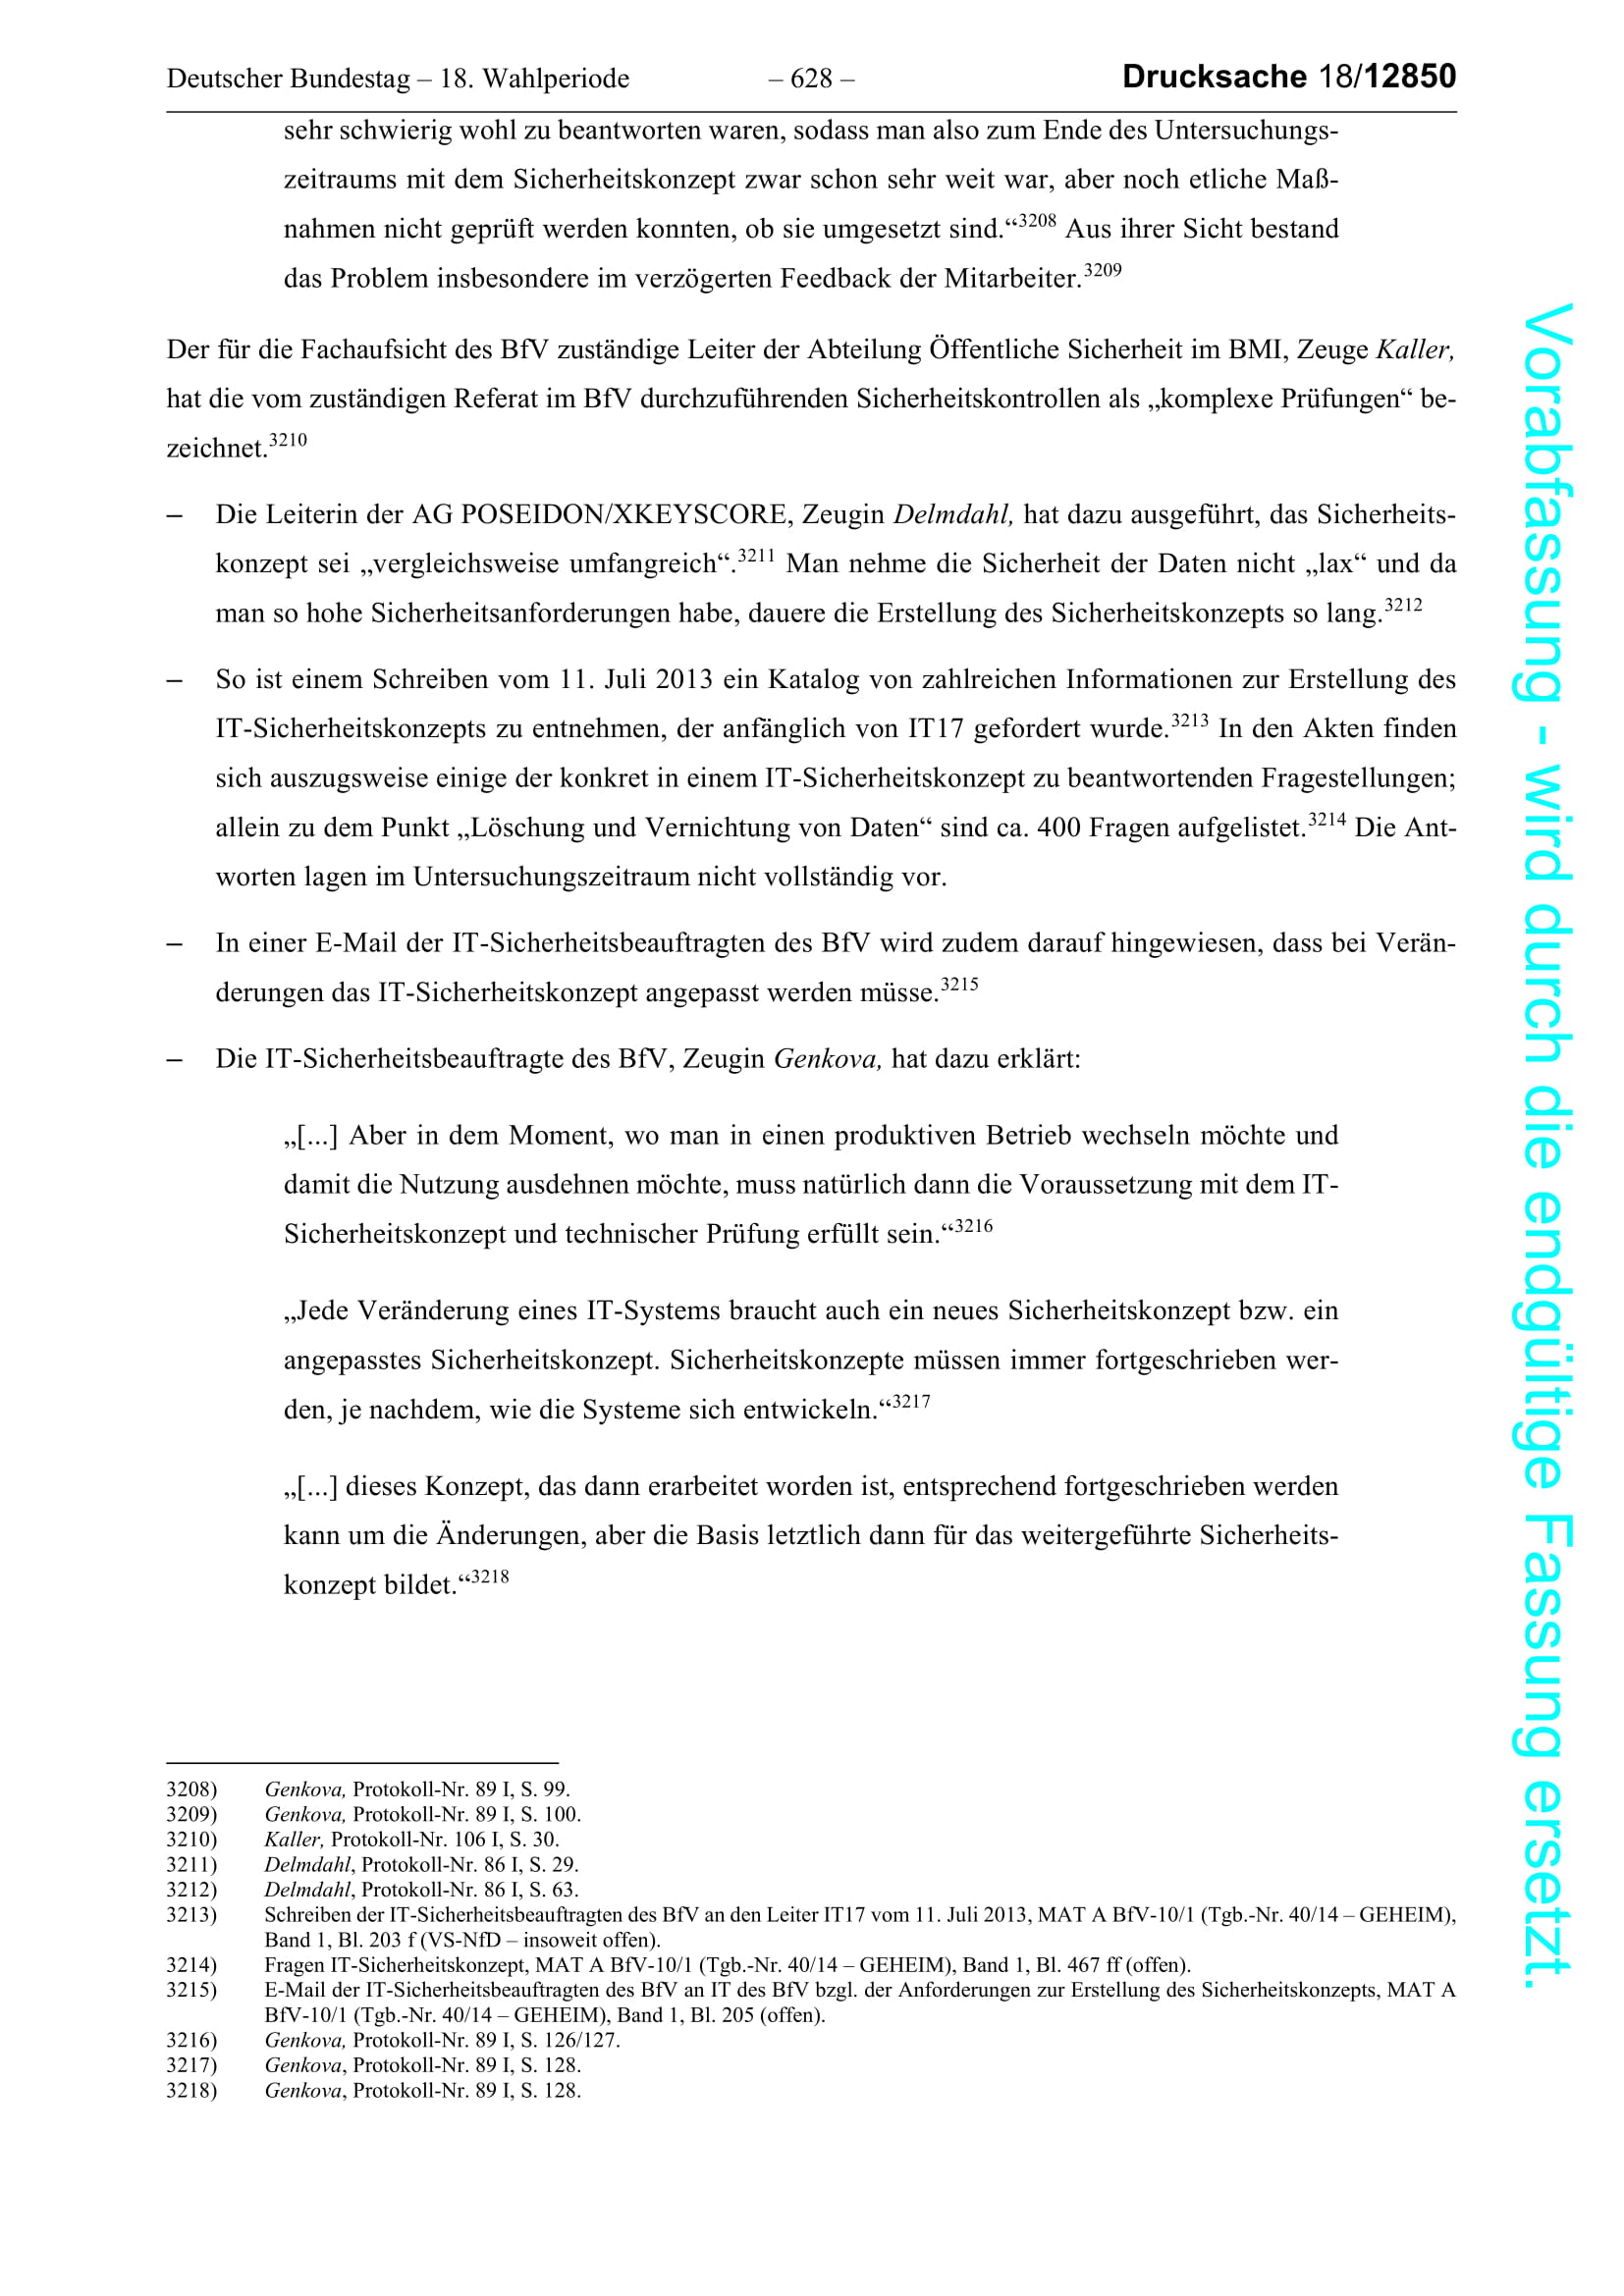 Deutscher Bundestag – 18. Wahlperiode – 628 – Drucksache 18/12850
sehr schwierig wohl zu beantworten waren, sodass man also zum Ende des Untersuchungs-
zeitraums mit dem Sicherheitskonzept zwar schon sehr weit war, aber noch etliche Maß-
nahmen nicht geprüft werden konnten, ob sie umgesetzt sind.“3208 Aus ihrer Sicht bestand
das Problem insbesondere im verzögerten Feedback der Mitarbeiter.3209
Der für die Fachaufsicht des BfV zuständige Leiter der Abteilung Öffentliche Sicherheit im BMI, Zeuge Kaller,
hat die vom zuständigen Referat im BfV durchzuführenden Sicherheitskontrollen als „komplexe Prüfungen“ be-
zeichnet.3210
– Die Leiterin der AG POSEIDON/XKEYSCORE, Zeugin Delmdahl, hat dazu ausgeführt, das Sicherheits-
konzept sei „vergleichsweise umfangreich“.3211 Man nehme die Sicherheit der Daten nicht „lax“ und da
man so hohe Sicherheitsanforderungen habe, dauere die Erstellung des Sicherheitskonzepts so lang.3212
– So ist einem Schreiben vom 11. Juli 2013 ein Katalog von zahlreichen Informationen zur Erstellung des
IT-Sicherheitskonzepts zu entnehmen, der anfänglich von IT17 gefordert wurde.3213 In den Akten finden
sich auszugsweise einige der konkret in einem IT-Sicherheitskonzept zu beantwortenden Fragestellungen;
allein zu dem Punkt „Löschung und Vernichtung von Daten“ sind ca. 400 Fragen aufgelistet.3214 Die Ant-
worten lagen im Untersuchungszeitraum nicht vollständig vor.
– In einer E-Mail der IT-Sicherheitsbeauftragten des BfV wird zudem darauf hingewiesen, dass bei Verän-
derungen das IT-Sicherheitskonzept angepasst werden müsse.3215
– Die IT-Sicherheitsbeauftragte des BfV, Zeugin Genkova, hat dazu erklärt:
„[...] Aber in dem Moment, wo man in einen produktiven Betrieb wechseln möchte und
damit die Nutzung ausdehnen möchte, muss natürlich dann die Voraussetzung mit dem IT-
Sicherheitskonzept und technischer Prüfung erfüllt sein.“3216
„Jede Veränderung eines IT-Systems braucht auch ein neues Sicherheitskonzept bzw. ein
angepasstes Sicherheitskonzept. Sicherheitskonzepte müssen immer fortgeschrieben wer-
den, je nachdem, wie die Systeme sich entwickeln.“3217
„[...] dieses Konzept, das dann erarbeitet worden ist, entsprechend fortgeschrieben werden
kann um die Änderungen, aber die Basis letztlich dann für das weitergeführte Sicherheits-
konzept bildet.“3218
3208) Genkova, Protokoll-Nr. 89 I, S. 99.
3209) Genkova, Protokoll-Nr. 89 I, S. 100.
3210) Kaller, Protokoll-Nr. 106 I, S. 30.
3211) Delmdahl, Protokoll-Nr. 86 I, S. 29.
3212) Delmdahl, Protokoll-Nr. 86 I, S. 63.
3213) Schreiben der IT-Sicherheitsbeauftragten des BfV an den Leiter IT17 vom 11. Juli 2013, MAT A BfV-10/1 (Tgb.-Nr. 40/14 – GEHEIM),
Band 1, Bl. 203 f (VS-NfD – insoweit offen).
3214) Fragen IT-Sicherheitskonzept, MAT A BfV-10/1 (Tgb.-Nr. 40/14 – GEHEIM), Band 1, Bl. 467 ff (offen).
3215) E-Mail der IT-Sicherheitsbeauftragten des BfV an IT des BfV bzgl. der Anforderungen zur Erstellung des Sicherheitskonzepts, MAT A
BfV-10/1 (Tgb.-Nr. 40/14 – GEHEIM), Band 1, Bl. 205 (offen).
3216) Genkova, Protokoll-Nr. 89 I, S. 126/127.
3217) Genkova, Protokoll-Nr. 89 I, S. 128.
3218) Genkova, Protokoll-Nr. 89 I, S. 128.
Vorabfassung - wird durch die endgültige Fassung ersetzt.